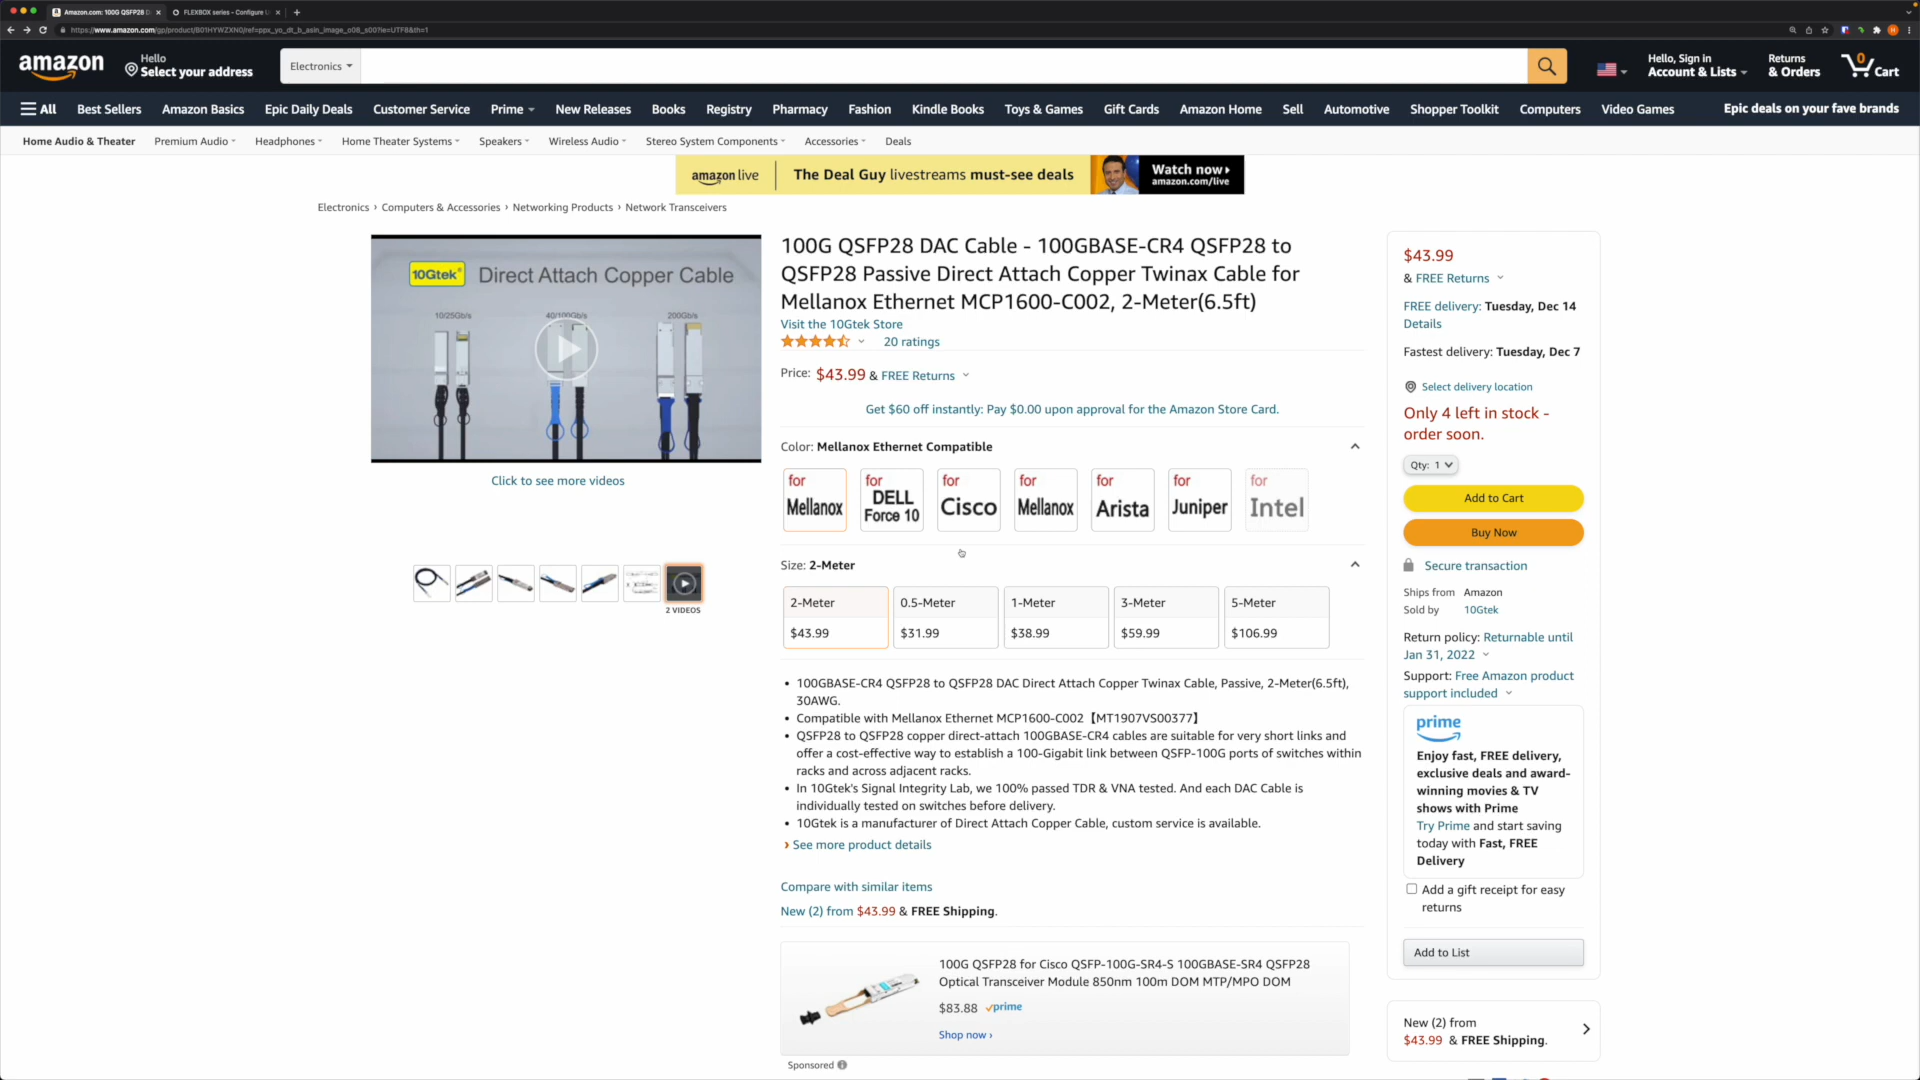 Amazon.com: 100G QSFP28 D
FLEXBOX series - Configure
https://www.amazon.com/gp/product/B01HYWZXN0/ref=ppx_yo_dt_b_asin_image_o06_s00?ie=UTF8&th=1
amazon
Hello
Select your address
Electronics
Hello, Sign in
Account & Lists
Returns
& Orders
0
Cart
All
Best Sellers
Amazon Basics
Epic Daily Deals
Customer Service
Prime
New Releases
Books
Registry
Pharmacy
Fashion
Kindle Books
Toys & Games
Gift Cards
Amazon Home
Sell
Automotive
Shopper Toolkit
Computers
Video Games
Epic deals on your fave brands
Home Audio & Theater
Premium Audio
Headphones
Home Theater Systems
Speakers
Wireless Audio
Stereo System Components
Accessories
Deals
amazon live
The Deal Guy livestreams must-see deals
Watch now
amazon.com/live
Electronics › Computers & Accessories › Networking Products › Network Transceivers
10Gtek® Direct Attach Copper Cable
10/25Gb/s
40/100Gb/s
200Gb/s
Click to see more videos
2 VIDEOS
100G QSFP28 DAC Cable - 100GBASE-CR4 QSFP28 to
QSFP28 Passive Direct Attach Copper Twinax Cable for
Mellanox Ethernet MCP1600-C002, 2-Meter(6.5ft)
Visit the 10Gtek Store
20 ratings
Price: $43.99 & FREE Returns
Get $60 off instantly: Pay $0.00 upon approval for the Amazon Store Card.
Color: Mellanox Ethernet Compatible
for
Mellanox
for
DELL
Force 10
for
Cisco
for
Mellanox
for
Arista
for
Juniper
for
Intel
Size: 2-Meter
2-Meter
$43.99
0.5-Meter
$31.99
1-Meter
$38.99
3-Meter
$59.99
5-Meter
$106.99
• 100GBASE-CR4 QSFP28 to QSFP28 DAC Direct Attach Copper Twinax Cable, Passive, 2-Meter(6.5ft),
30AWG.
• Compatible with Mellanox Ethernet MCP1600-C002【MT1907VS00377】
• QSFP28 to QSFP28 copper direct-attach 100GBASE-CR4 cables are suitable for very short links and
offer a cost-effective way to establish a 100-Gigabit link between QSFP-100G ports of switches within
racks and across adjacent racks.
• In 10Gtek's Signal Integrity Lab, we 100% passed TDR & VNA tested. And each DAC Cable is
individually tested on switches before delivery.
• 10Gtek is a manufacturer of Direct Attach Copper Cable, custom service is available.
› See more product details
Compare with similar items
New (2) from $43.99 & FREE Shipping.
100G QSFP28 for Cisco QSFP-100G-SR4-S 100GBASE-SR4 QSFP28
Optical Transceiver Module 850nm 100m DOM MTP/MPO DOM
$83.88 prime
Shop now ›
Sponsored
$43.99
& FREE Returns
FREE delivery: Tuesday, Dec 14
Details
Fastest delivery: Tuesday, Dec 7
Select delivery location
Only 4 left in stock -
order soon.
Qty: 1
Add to Cart
Buy Now
Secure transaction
Ships from Amazon
Sold by 10Gtek
Return policy: Returnable until
Jan 31, 2022
Support: Free Amazon product
support included
prime
Enjoy fast, FREE delivery,
exclusive deals and award-
winning movies & TV
shows with Prime
Try Prime and start saving
today with Fast, FREE
Delivery
Add a gift receipt for easy
returns
Add to List
New (2) from
$43.99 & FREE Shipping.